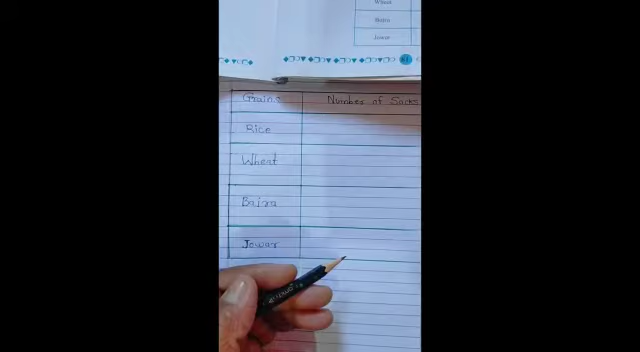 Wheat
Bajra
Jowar
Grains Number of Sacks
Rice
Wheat
Bajra
Jowar